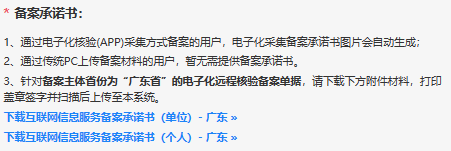 * 备案承诺书：
1、通过电子化核验(APP)采集方式备案的用户，电子化采集备案承诺书图片会自动生成；
2、通过传统PC上传备案材料的用户，暂无需提供备案承诺书。
3、针对备案主体首份为“广东首”的电子化远程核验备案单据，请下载下方附件材料，打印
盖章签字并扫描后上传至本系统。
下载互联网信息服务备案承诺书（单位）- 广东 »
下载互联网信息服务备案承诺书（个人）- 广东 »